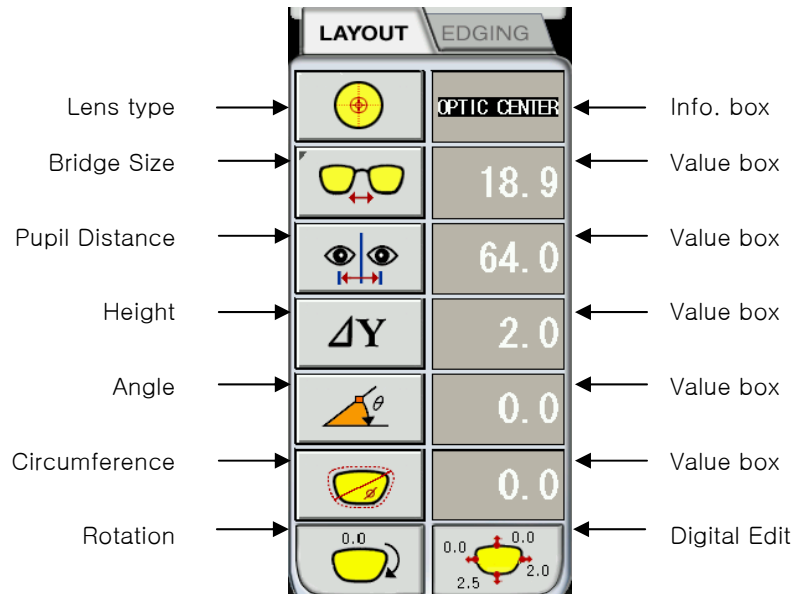 LAYOUT EDGING
Lens type OPTIC CENTER Info. box
Bridge Size 18.9 Value box
Pupil Distance 64.0 Value box
Height ΔY 2.0 Value box
Angle θ 0.0 Value box
Circumference ø 0.0 Value box
Rotation 0.0 0.0 0.0 2.5 2.0 Digital Edit